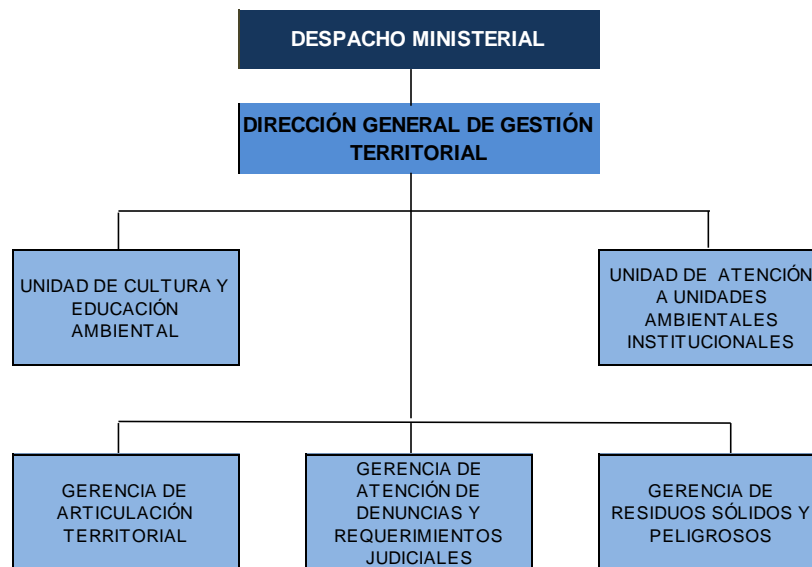 DESPACHO MINISTERIAL
DIRECCIÓN GENERAL DE GESTIÓN
TERRITORIAL
UNIDAD DE CULTURA Y
EDUCACIÓN
AMBIENTAL
UNIDAD DE ATENCIÓN
A UNIDADES
AMBIENTALES
INSTITUCIONALES
GERENCIA DE
ARTICULACIÓN
TERRITORIAL
GERENCIA DE
ATENCIÓN DE
DENUNCIAS Y
REQUERIMIENTOS
JUDICIALES
GERENCIA DE
RESIDUOS SÓLIDOS Y
PELIGROSOS